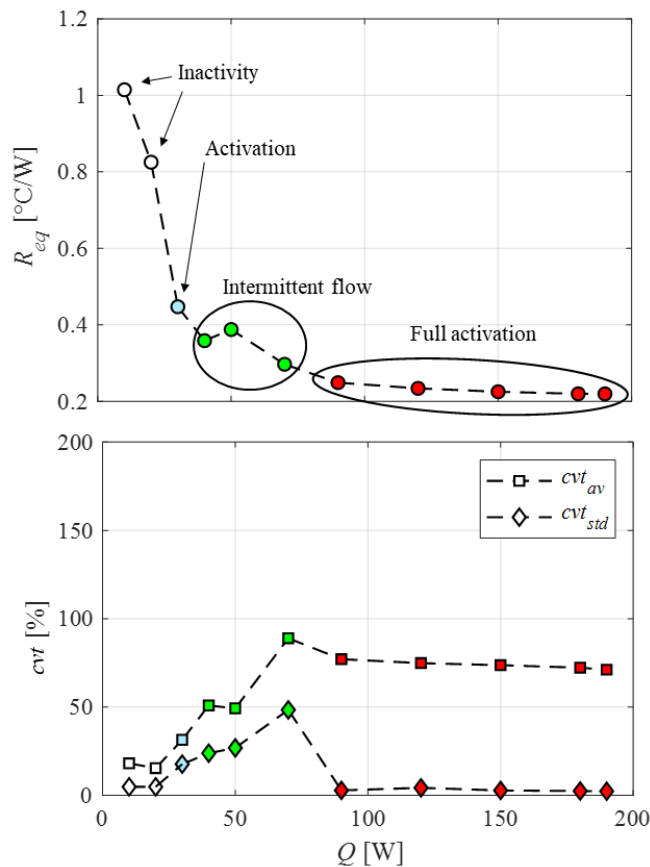 1.2
1
0.8
0.6
0.4
0.2
R_eq [°C/W]
Inactivity
Activation
Intermittent flow
Full activation
200
150
100
50
0
cvt [%]
cvt_av
cvt_std
0
50
100
150
200
Q [W]